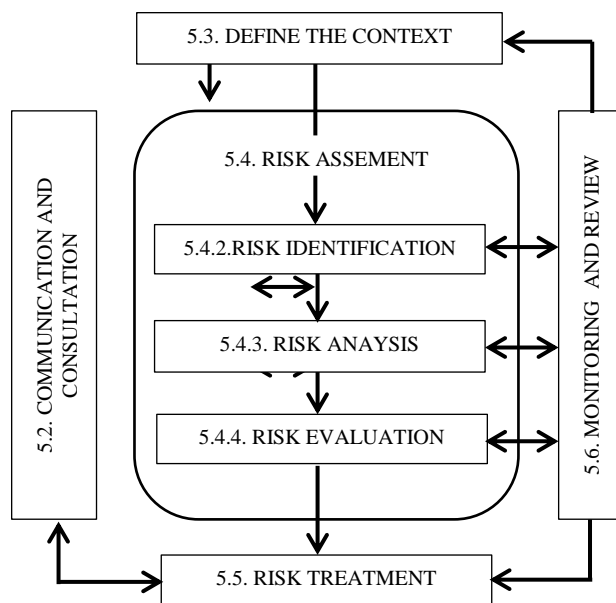 5.3. DEFINE THE CONTEXT
5.2. COMMUNICATION AND
CONSULTATION
5.4. RISK ASSEMENT
5.4.2.RISK IDENTIFICATION
5.4.3. RISK ANAYSIS
5.4.4. RISK EVALUATION
5.6. MONITORING AND REVIEW
5.5. RISK TREATMENT